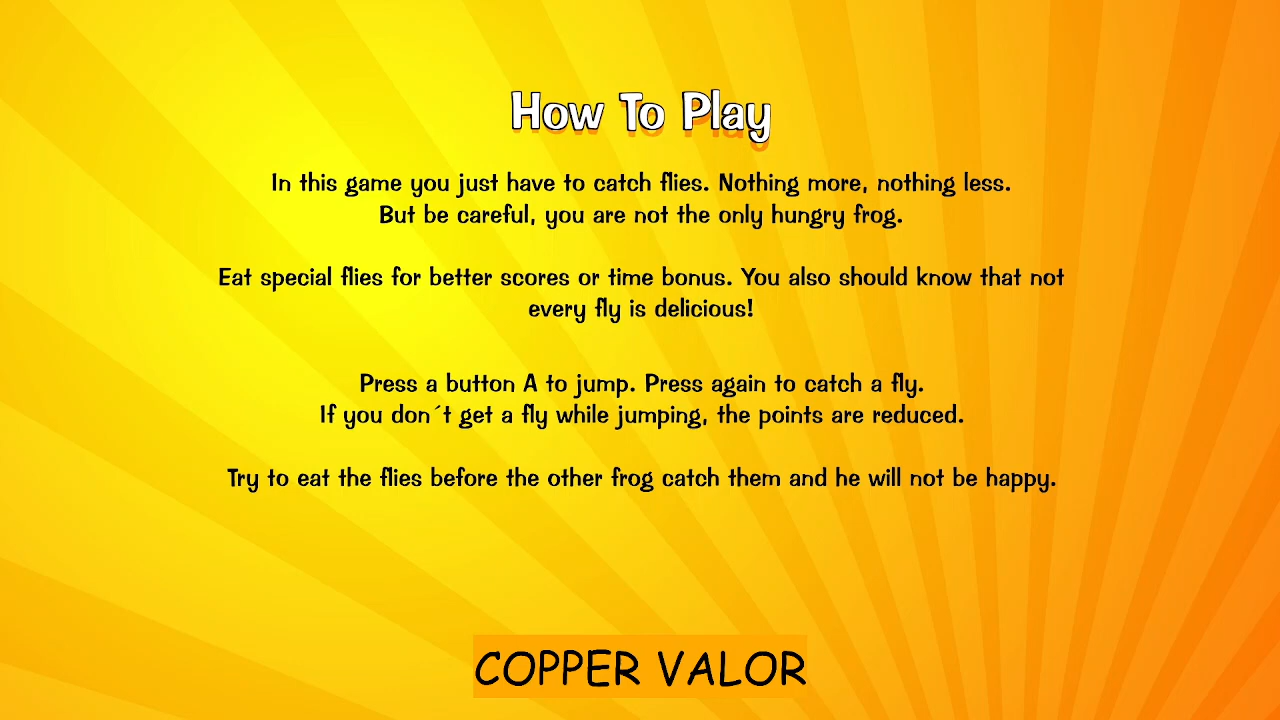 How To Play
In this game you just have to catch flies. Nothing more, nothing less.
But be careful, you are not the only hungry frog.
Eat special flies for better scores or time bonus. You also should know that not
every fly is delicious!
Press a button A to jump. Press again to catch a fly.
If you don´t get a fly while jumping, the points are reduced.
Try to eat the flies before the other frog catch them and he will not be happy.
COPPER VALOR